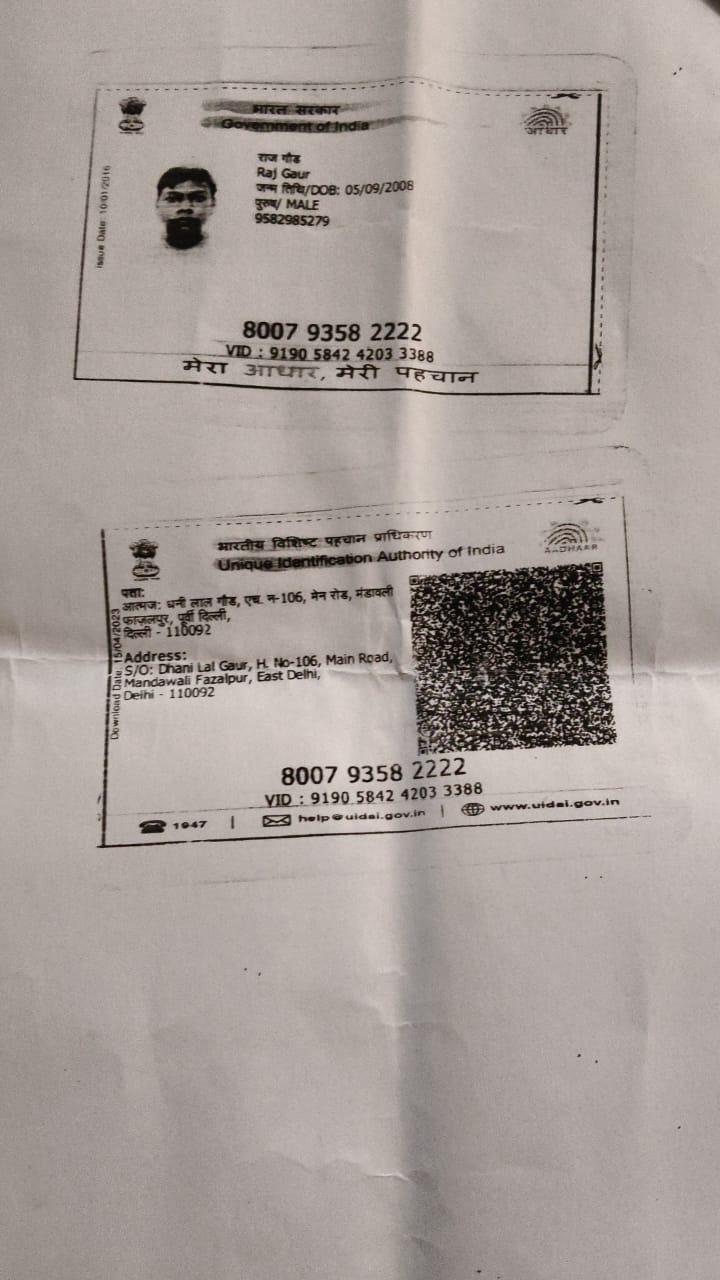 भारत सरकार
Government of India
आधार
Issue Date: 10/01/2016
राज गौड
Raj Gaur
जन्म तिथि/DOB: 05/09/2008
पुरुष/ MALE
9582985279
8007 9358 2222
VID : 9190 5842 4203 3388
मेरा आधार, मेरी पहचान
भारतीय विशिष्ट पहचान प्राधिकरण
Unique Identification Authority of India
AADHAAR
Download Date: 15/04/2023
पता:
आत्मज: धनी लाल गौड, एच. न-106, मेन रोड, मंडावली
फाज़लपुर, पूर्वी दिल्ली,
दिल्ली - 110092
Address:
S/O: Dhani Lal Gaur, H. No-106, Main Road,
Mandawali Fazalpur, East Delhi,
Delhi - 110092
8007 9358 2222
VID : 9190 5842 4203 3388
1947 | help@uidai.gov.in | www.uidai.gov.in